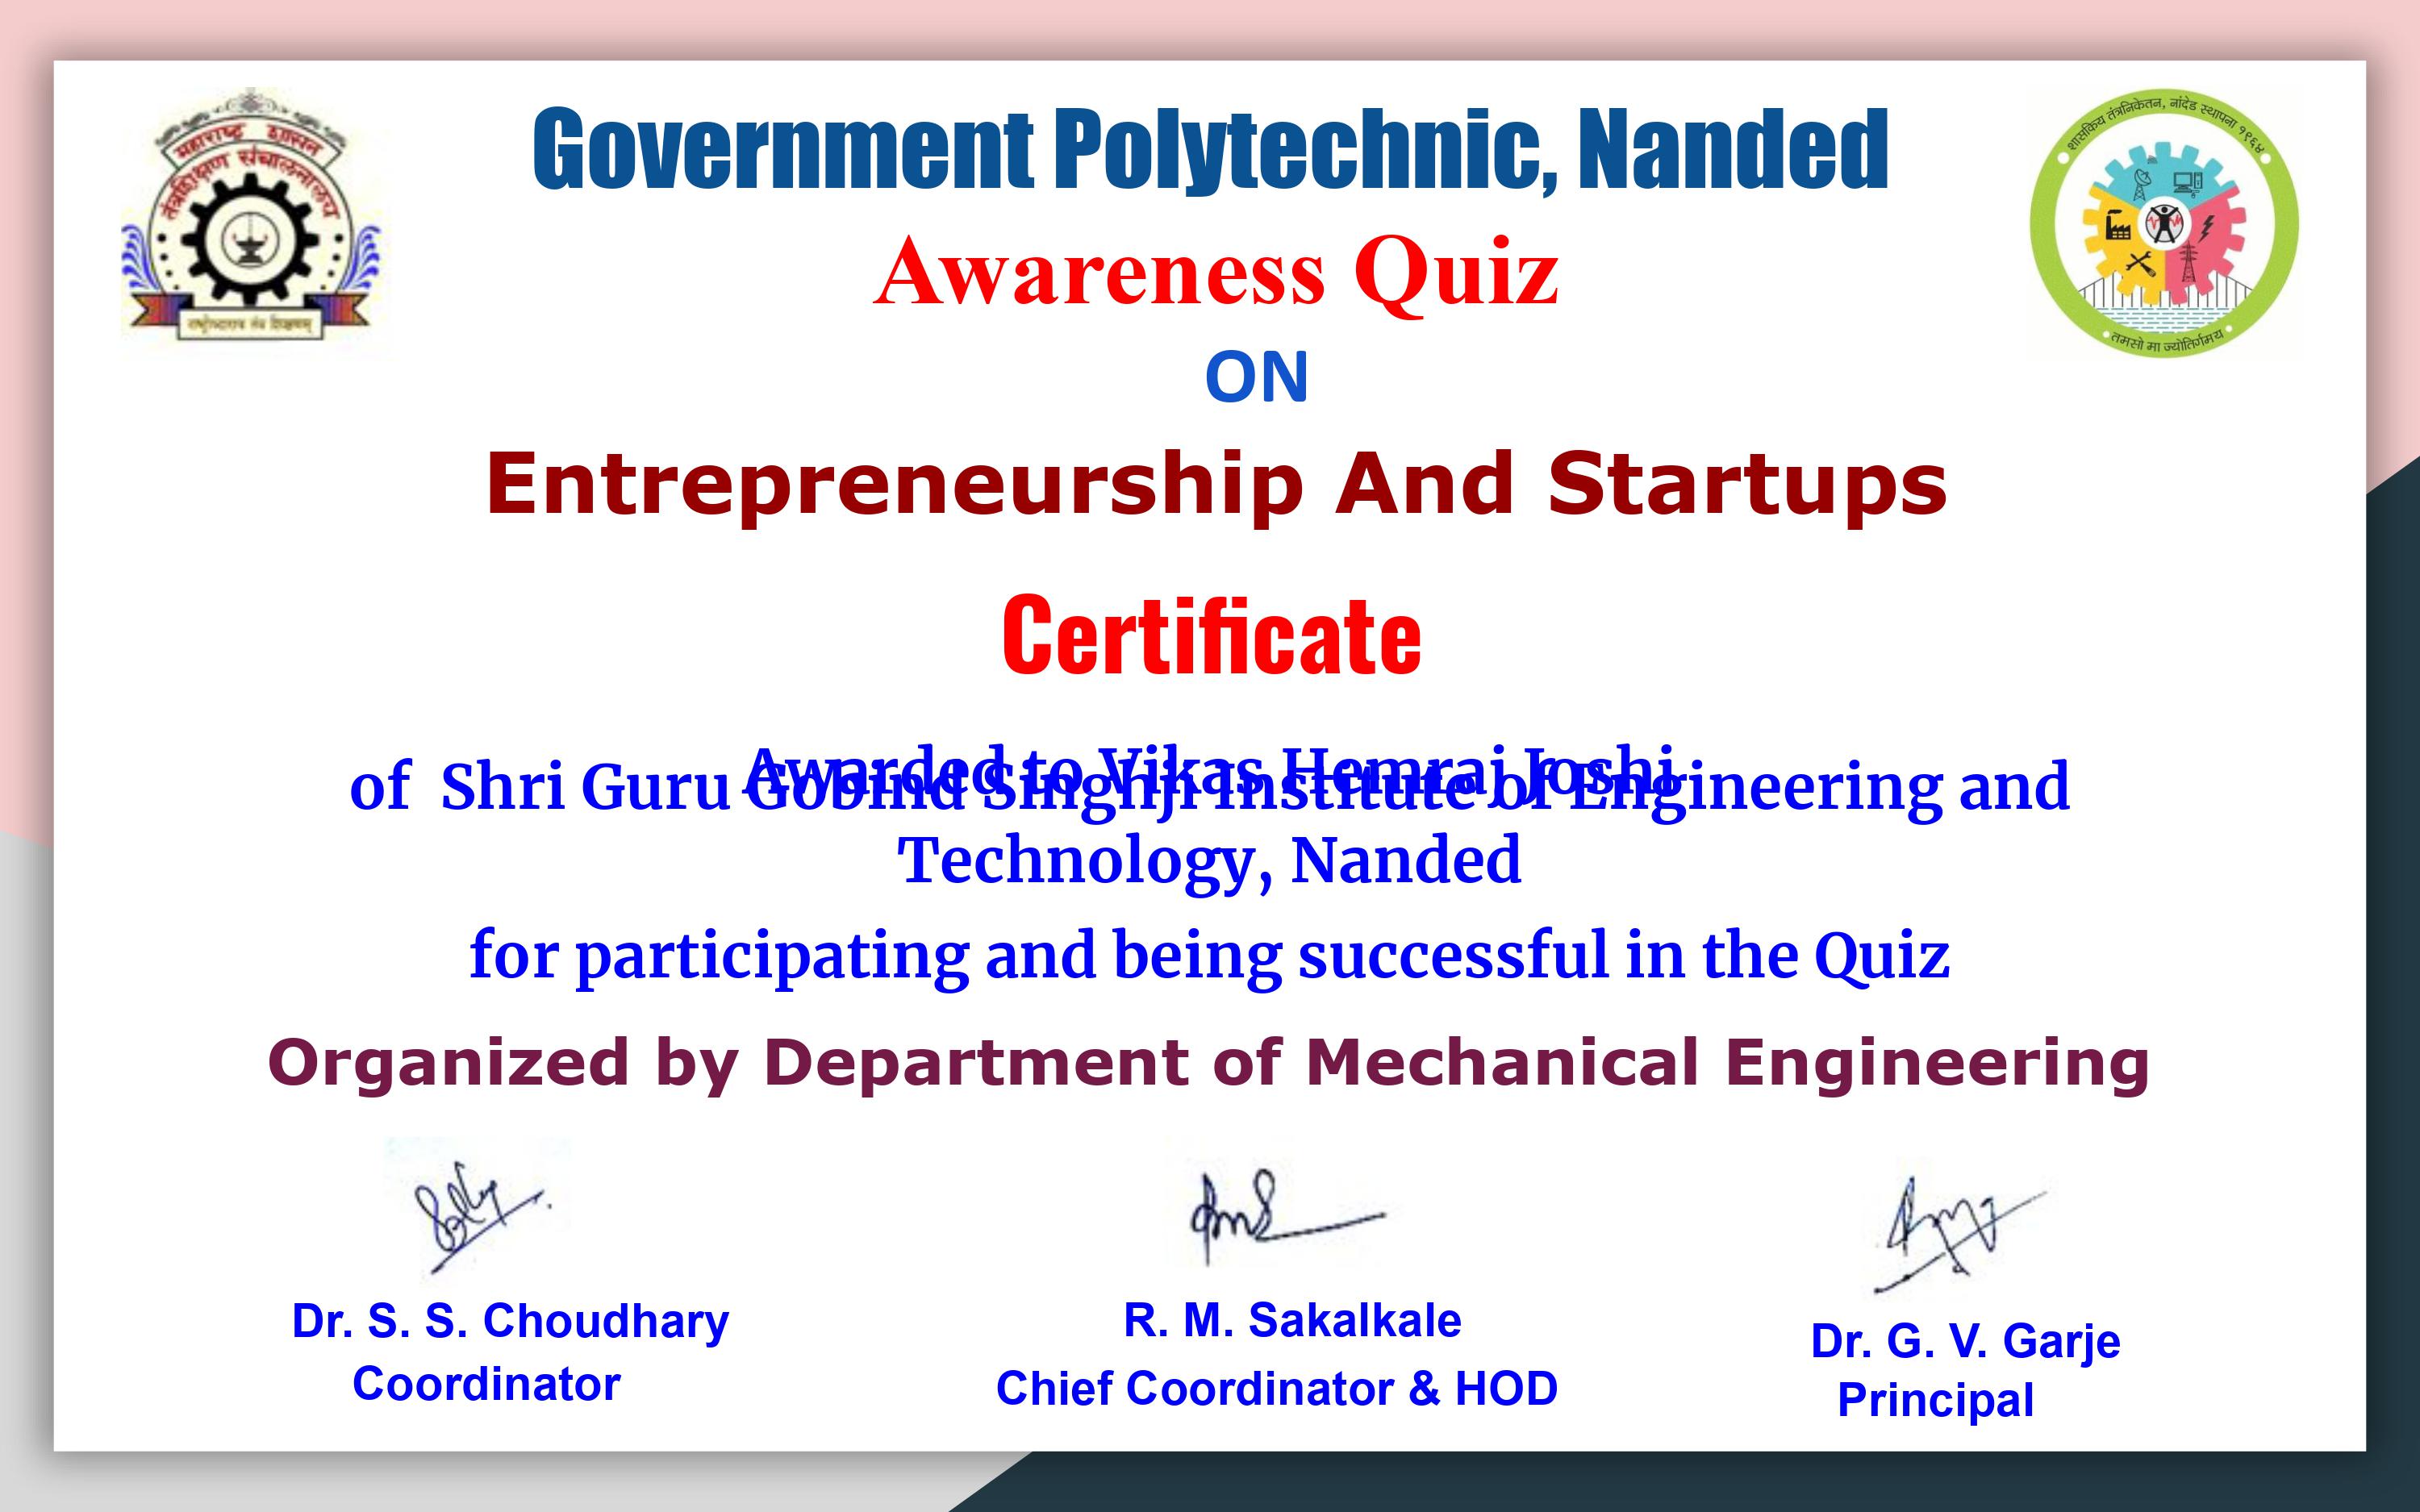 महाराष्ट्र शासन
तंत्रशिक्षण संचालनालय
Government Polytechnic, Nanded
शासकिय तंत्रनिकेतन, नांदेड स्थापना १९६४
तमसो मा ज्योतिर्गमय
Awareness Quiz
ON
Entrepreneurship And Startups
Certificate
Awarded to Vikas Hemraj Joshi
of Shri Guru Gobind Singhji Institute of Engineering and
Technology, Nanded
for participating and being successful in the Quiz
Organized by Department of Mechanical Engineering
Dr. S. S. Choudhary
Coordinator
R. M. Sakalkale
Chief Coordinator & HOD
Dr. G. V. Garje
Principal